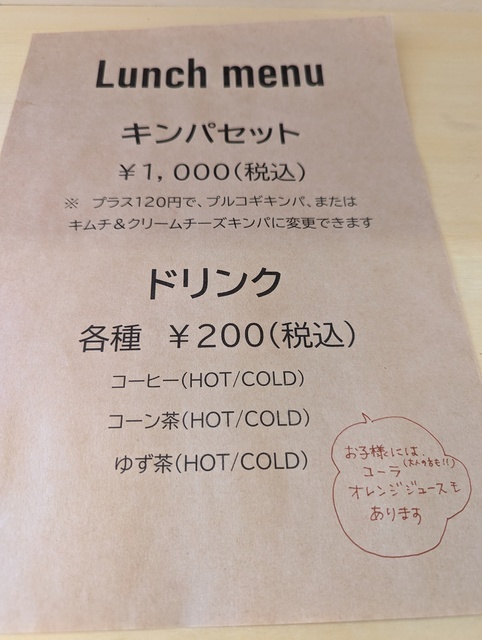 Lunch menu
キンパセット
￥1,000(税込)
※ プラス120円で、プルコギキンパ、または
キムチ＆クリームチーズキンパに変更できます
ドリンク
各種 ￥200(税込)
コーヒー(HOT/COLD)
コーン茶(HOT/COLD)
ゆず茶(HOT/COLD)
お子様には、
コーラ(大人の方も!!)
オレンジジュースも
あります